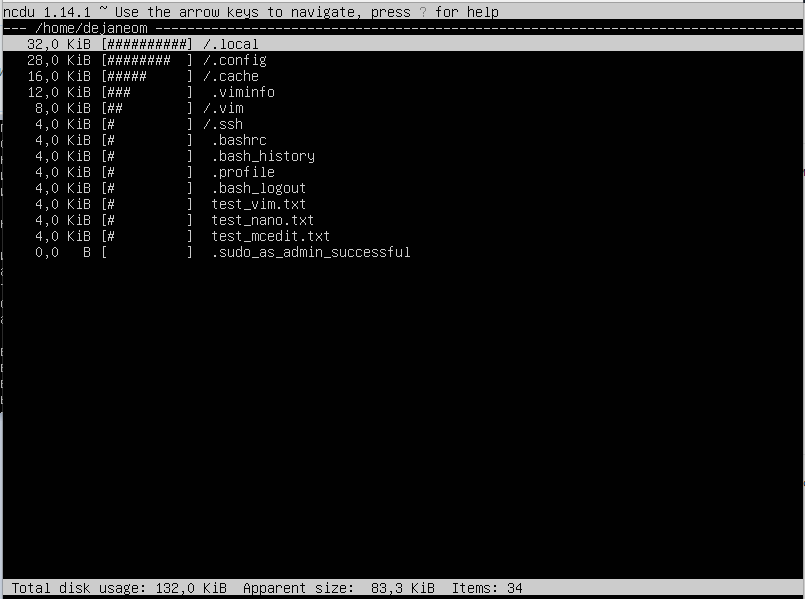 ncdu 1.14.1 ~ Use the arrow keys to navigate, press ? for help
--- /home/dejaneom ----------------------------------------------------------------------------------
   32,0 KiB [##########] /.local
   28,0 KiB [########  ] /.config
   16,0 KiB [#####     ] /.cache
   12,0 KiB [###       ]  .viminfo
    8,0 KiB [##        ] /.vim
    4,0 KiB [#         ] /.ssh
    4,0 KiB [#         ]  .bashrc
    4,0 KiB [#         ]  .bash_history
    4,0 KiB [#         ]  .profile
    4,0 KiB [#         ]  .bash_logout
    4,0 KiB [#         ]  test_vim.txt
    4,0 KiB [#         ]  test_nano.txt
    4,0 KiB [#         ]  test_mcedit.txt
    0,0   B [          ]  .sudo_as_admin_successful
Total disk usage: 132,0 KiB  Apparent size:  83,3 KiB  Items: 34